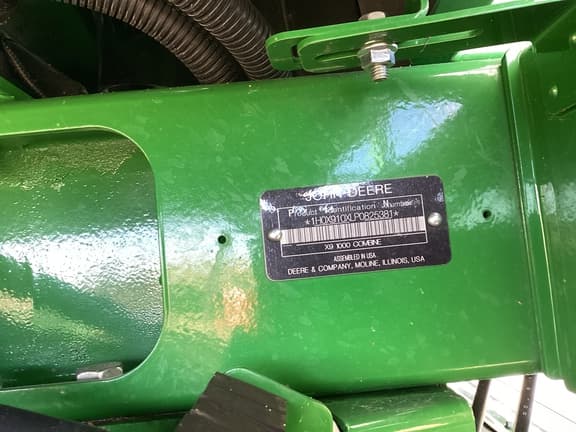 JOHN DEERE
Product Identification Number
*1H0X910XLP0825381*
X9 1000 COMBINE
ASSEMBLED IN USA
DEERE & COMPANY, MOLINE, ILLINOIS, USA